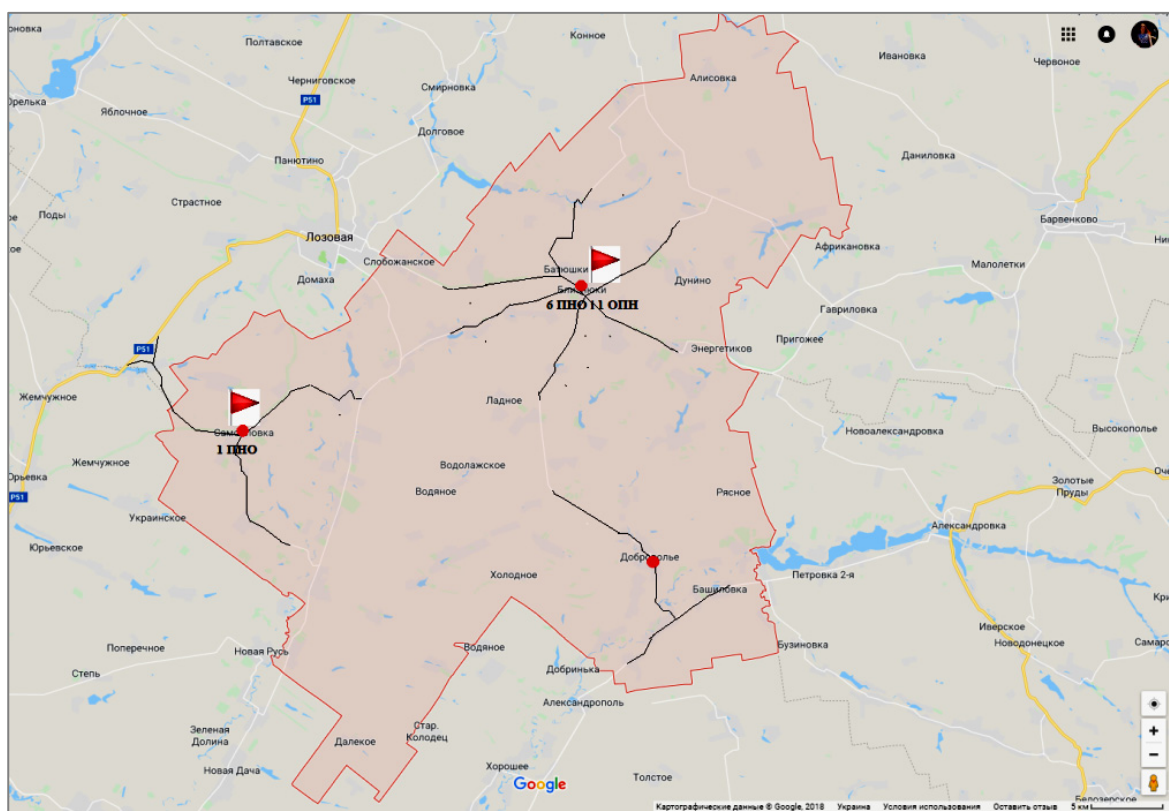 Полтавское
Конное
Ивановка
Червоное
Алисовка
Черниговское
Смирновка
P51
Яблочное
Долговое
Панютино
Даниловка
Страстное
Поды
Барвенково
Лозовая
Слобожанское
Домаха
Африкановка
Малолетки
Батюшки
Дунино
6 ПНО 11 ОПН
Гавриловка
Пригожее
Энергетиков
P51
P51
Жемчужное
Ладное
Новоалександровка
Высокополье
1 ПНО
Жемчужное
Водолажское
Водяное
Рясное
Золотые
Пруды
P51
Украинское
Александровка
Юрьевское
Доброполье
Холодное
Петровка 2-я
Башиловка
Иверское
Новодонецкое
Бузиновка
Поперечное
Новая Русь
Водяное
Добринька
Степь
Александрополь
Зеленая
Долина
Стар.
Колодец
Далекое
Новая Дача
Хорошее
Толстое
Google
Белозерское
Картографические данные © Google, 2018 Украина Условия использования Оставить отзыв 5 км